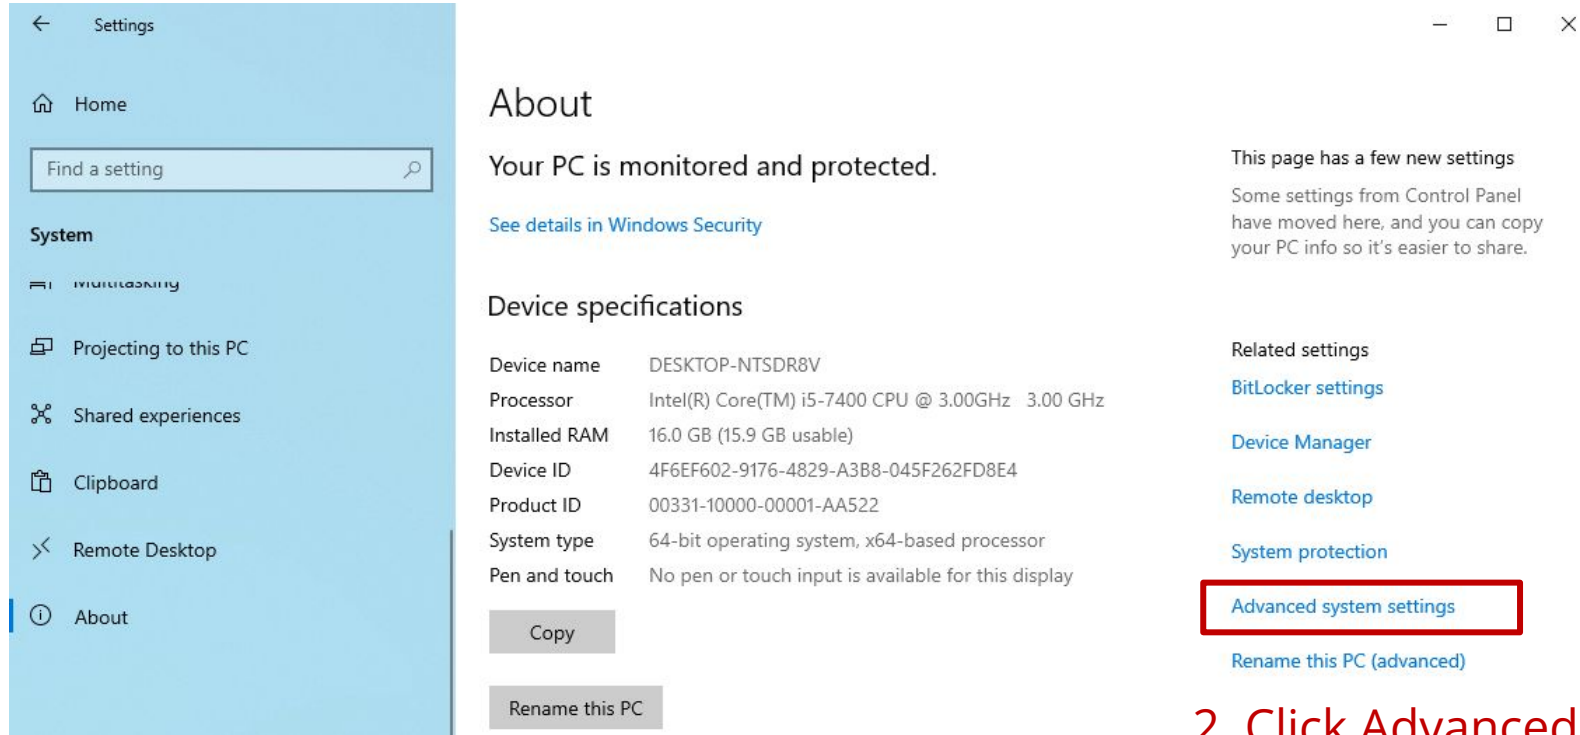 Settings
Home
Find a setting
System
Multitasking
Projecting to this PC
Shared experiences
Clipboard
Remote Desktop
About
About
Your PC is monitored and protected.
See details in Windows Security
Device specifications
Device name DESKTOP-NTSDR8V
Processor Intel(R) Core(TM) i5-7400 CPU @ 3.00GHz 3.00 GHz
Installed RAM 16.0 GB (15.9 GB usable)
Device ID 4F6EF602-9176-4829-A3B8-045F262FD8E4
Product ID 00331-10000-00001-AA522
System type 64-bit operating system, x64-based processor
Pen and touch No pen or touch input is available for this display
Copy
Rename this PC
This page has a few new settings
Some settings from Control Panel
have moved here, and you can copy
your PC info so it's easier to share.
Related settings
BitLocker settings
Device Manager
Remote desktop
System protection
Advanced system settings
Rename this PC (advanced)
2. Click Advanced